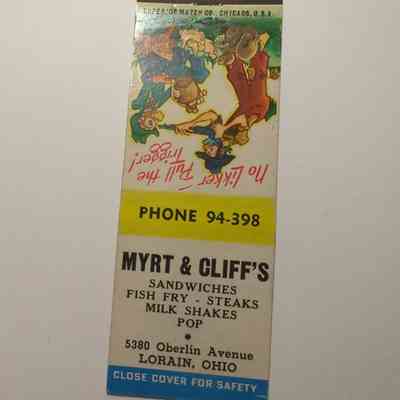 SUPERIOR MATCH CO., CHICAGO, U.S.A.
No Likker -
Pull the
Trigger!
PHONE 94-398
MYRT & CLIFF'S
SANDWICHES
FISH FRY - STEAKS
MILK SHAKES
POP
5380 Oberlin Avenue
LORAIN, OHIO
CLOSE COVER FOR SAFETY